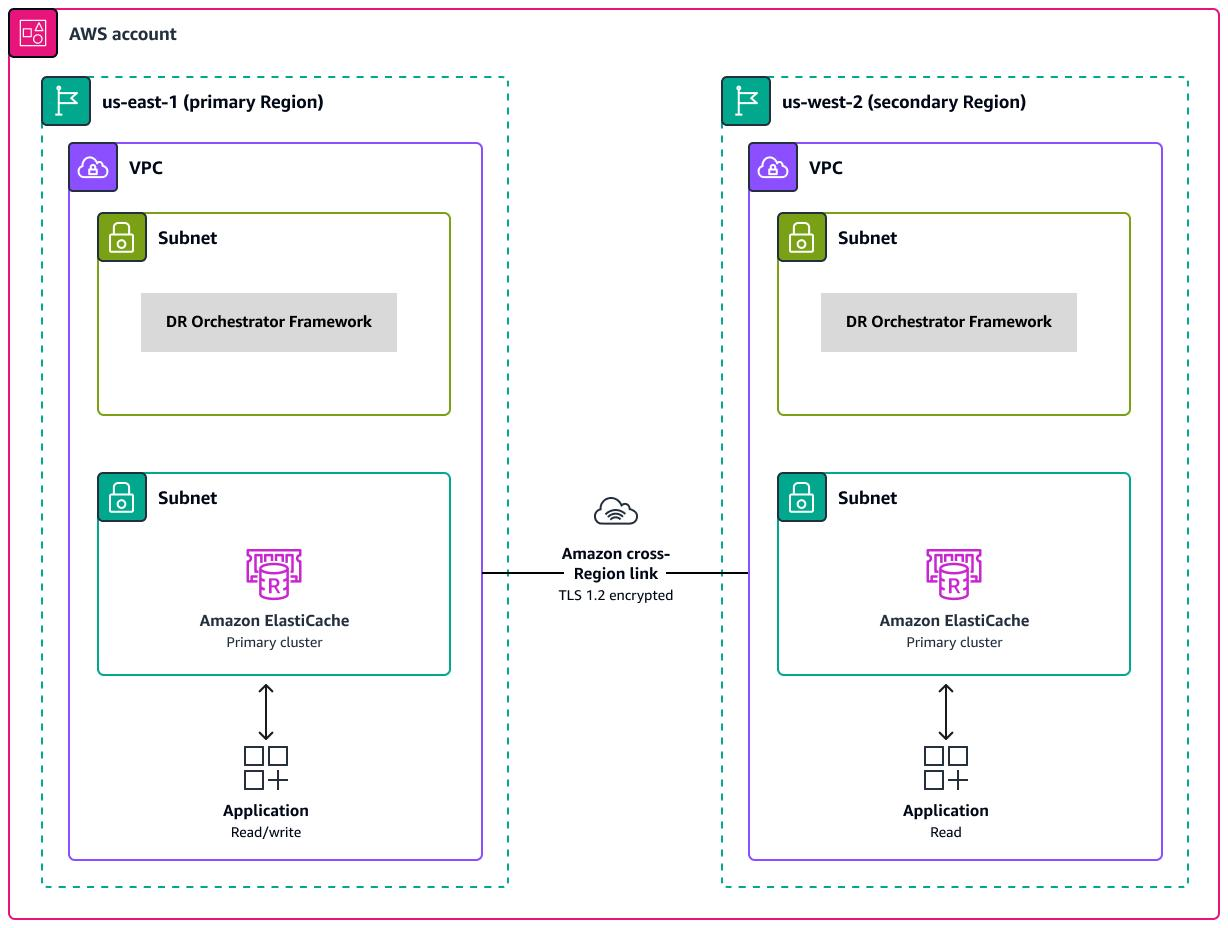 AWS account
us-east-1 (primary Region)
VPC
Subnet
DR Orchestrator Framework
Subnet
R
Amazon ElastiCache
Primary cluster
Application
Read/write
Amazon cross-
Region link
TLS 1.2 encrypted
us-west-2 (secondary Region)
VPC
Subnet
DR Orchestrator Framework
Subnet
R
Amazon ElastiCache
Primary cluster
Application
Read